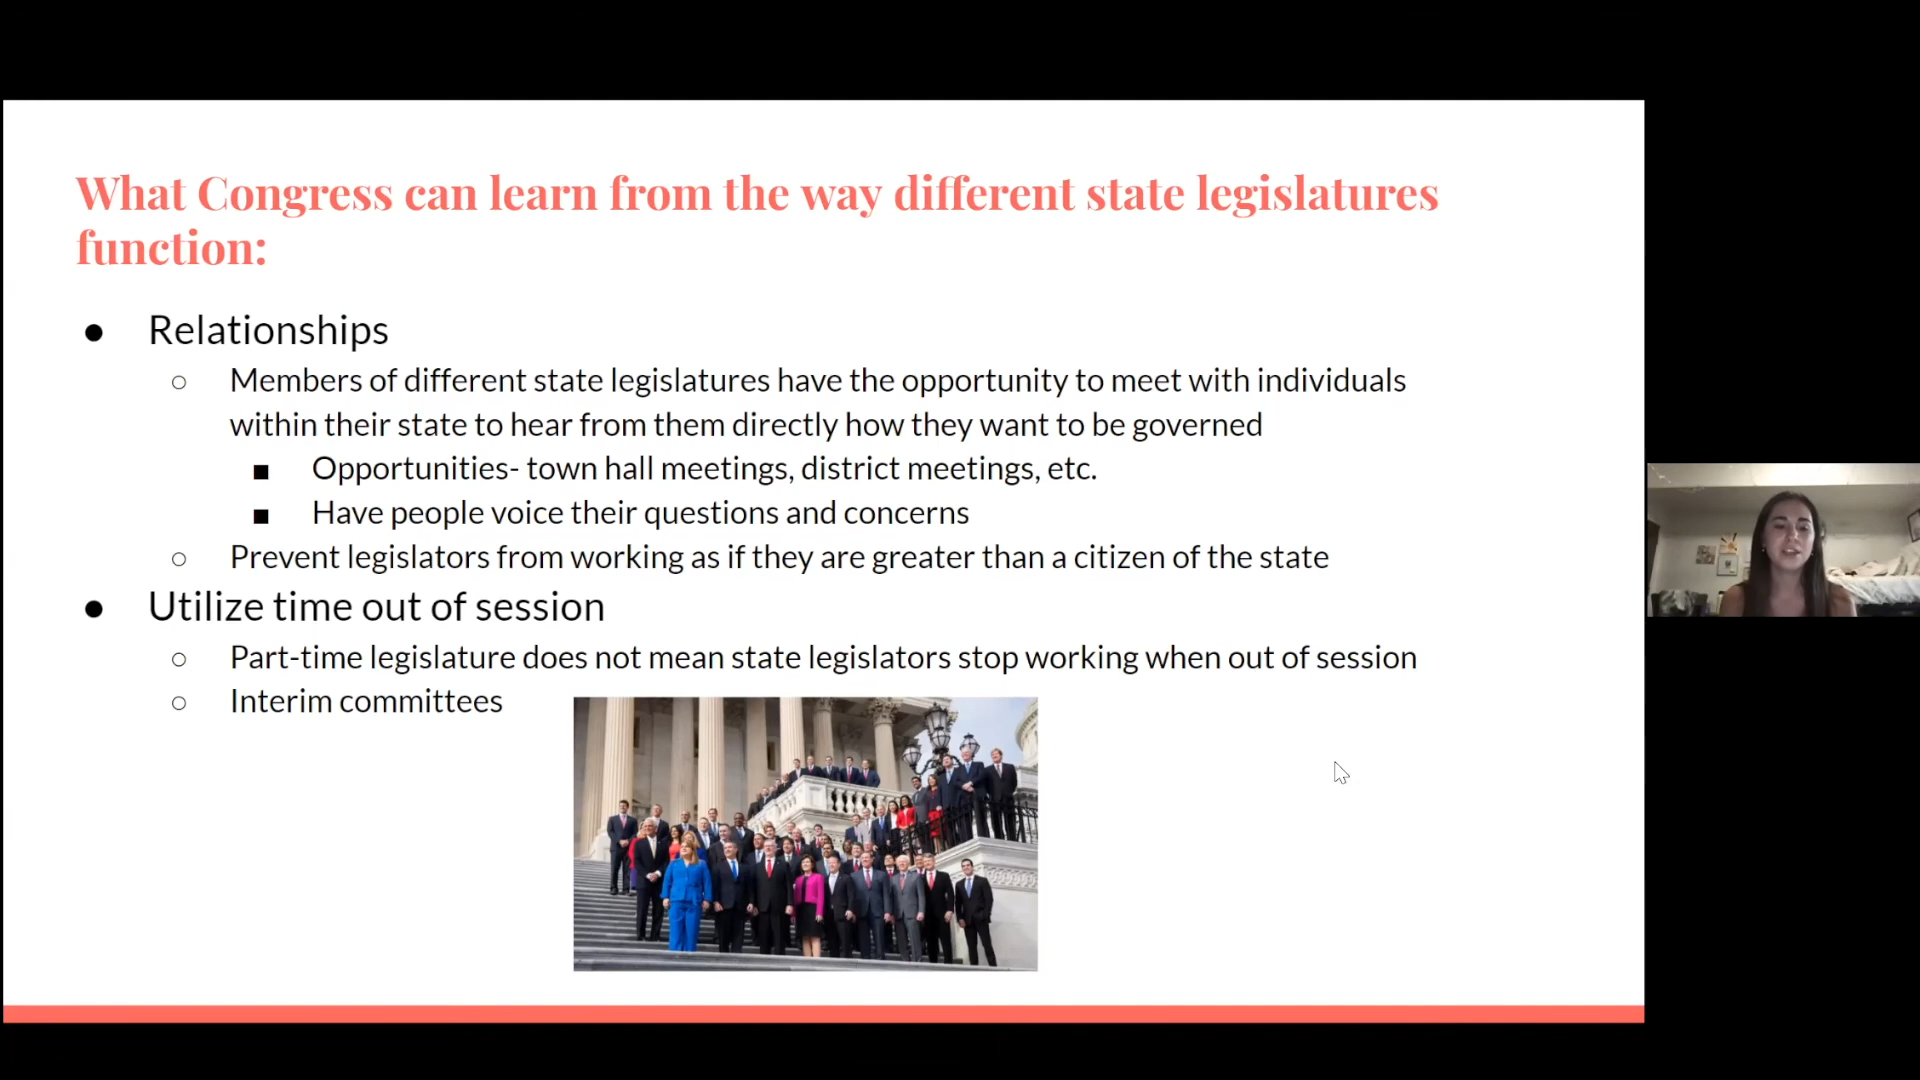 What Congress can learn from the way different state legislatures
function:
● Relationships
○ Members of different state legislatures have the opportunity to meet with individuals
within their state to hear from them directly how they want to be governed
■ Opportunities- town hall meetings, district meetings, etc.
■ Have people voice their questions and concerns
○ Prevent legislators from working as if they are greater than a citizen of the state
● Utilize time out of session
○ Part-time legislature does not mean state legislators stop working when out of session
○ Interim committees